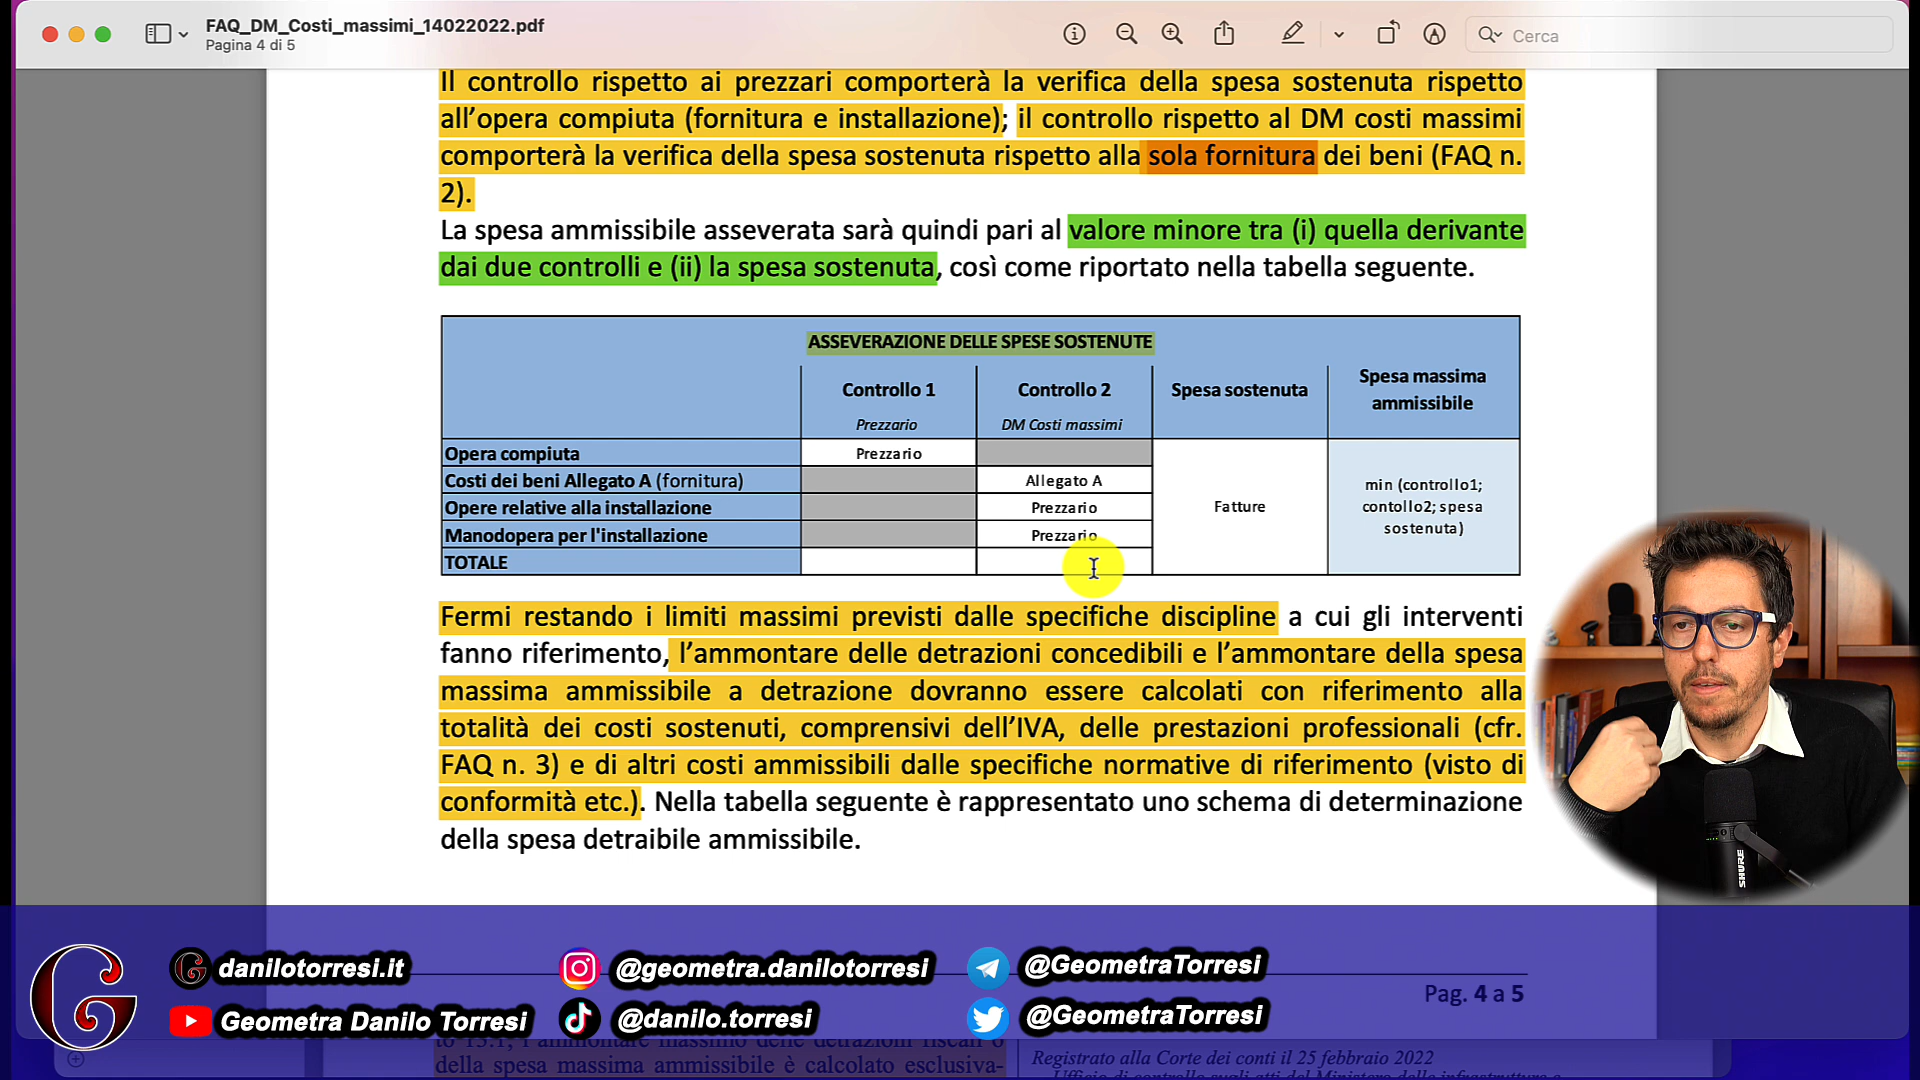 FAQ_DM_Costi_massimi_14022022.pdf
Pagina 4 di 5
Cerca
Il controllo rispetto ai prezzari comporterà la verifica della spesa sostenuta rispetto
all'opera compiuta (fornitura e installazione); il controllo rispetto al DM costi massimi
comporterà la verifica della spesa sostenuta rispetto alla sola fornitura dei beni (FAQ n.
2).
La spesa ammissibile asseverata sarà quindi pari al valore minore tra (i) quella derivante
dai due controlli e (ii) la spesa sostenuta, così come riportato nella tabella seguente.
ASSEVERAZIONE DELLE SPESE SOSTENUTE
Controllo 1 Controllo 2 Spesa sostenuta Spesa massima
ammissibile
Prezzario DM Costi massimi
Opera compiuta Prezzario
Costi dei beni Allegato A (fornitura) Allegato A
Opere relative alla installazione Prezzario
Manodopera per l'installazione Prezzario
TOTALE
Fatture
min (controllo1;
contollo2; spesa
sostenuta)
Fermi restando i limiti massimi previsti dalle specifiche discipline a cui gli interventi
fanno riferimento, l'ammontare delle detrazioni concedibili e l'ammontare della spesa
massima ammissibile a detrazione dovranno essere calcolati con riferimento alla
totalità dei costi sostenuti, comprensivi dell'IVA, delle prestazioni professionali (cfr.
FAQ n. 3) e di altri costi ammissibili dalle specifiche normative di riferimento (visto di
conformità etc.). Nella tabella seguente è rappresentato uno schema di determinazione
della spesa detraibile ammissibile.
SHURE
danilotorresi.it
@geometra.danilotorresi
@GeometraTorresi
Geometra Danilo Torresi
@danilo.torresi
@GeometraTorresi
Pag. 4 a 5
della spesa massima ammissibile è calcolato esclusiva-
Registrato alla Corte dei conti il 25 febbraio 2022